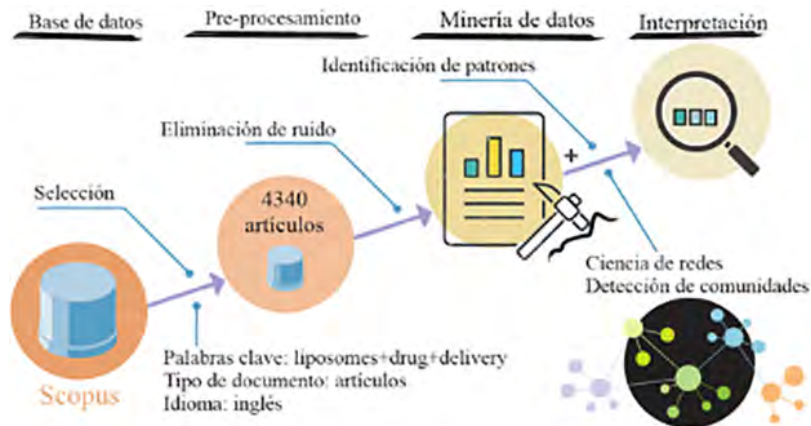 Base de datos
Pre-procesamiento
Minería de datos
Interpretación
Identificación de patrones
Eliminación de ruido
Selección
4340
artículos
+
Ciencia de redes
Detección de comunidades
Palabras clave: liposomes+drug+delivery
Tipo de documento: artículos
Idioma: inglés
Scopus